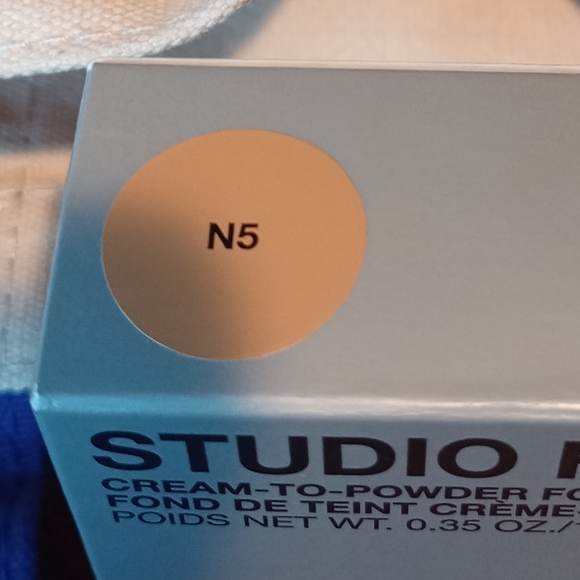 N5
STUDIO
CREAM-TO-POWDER
FOND DE TEINT CRÈME-
POIDS NET WT. 0.35 OZ./